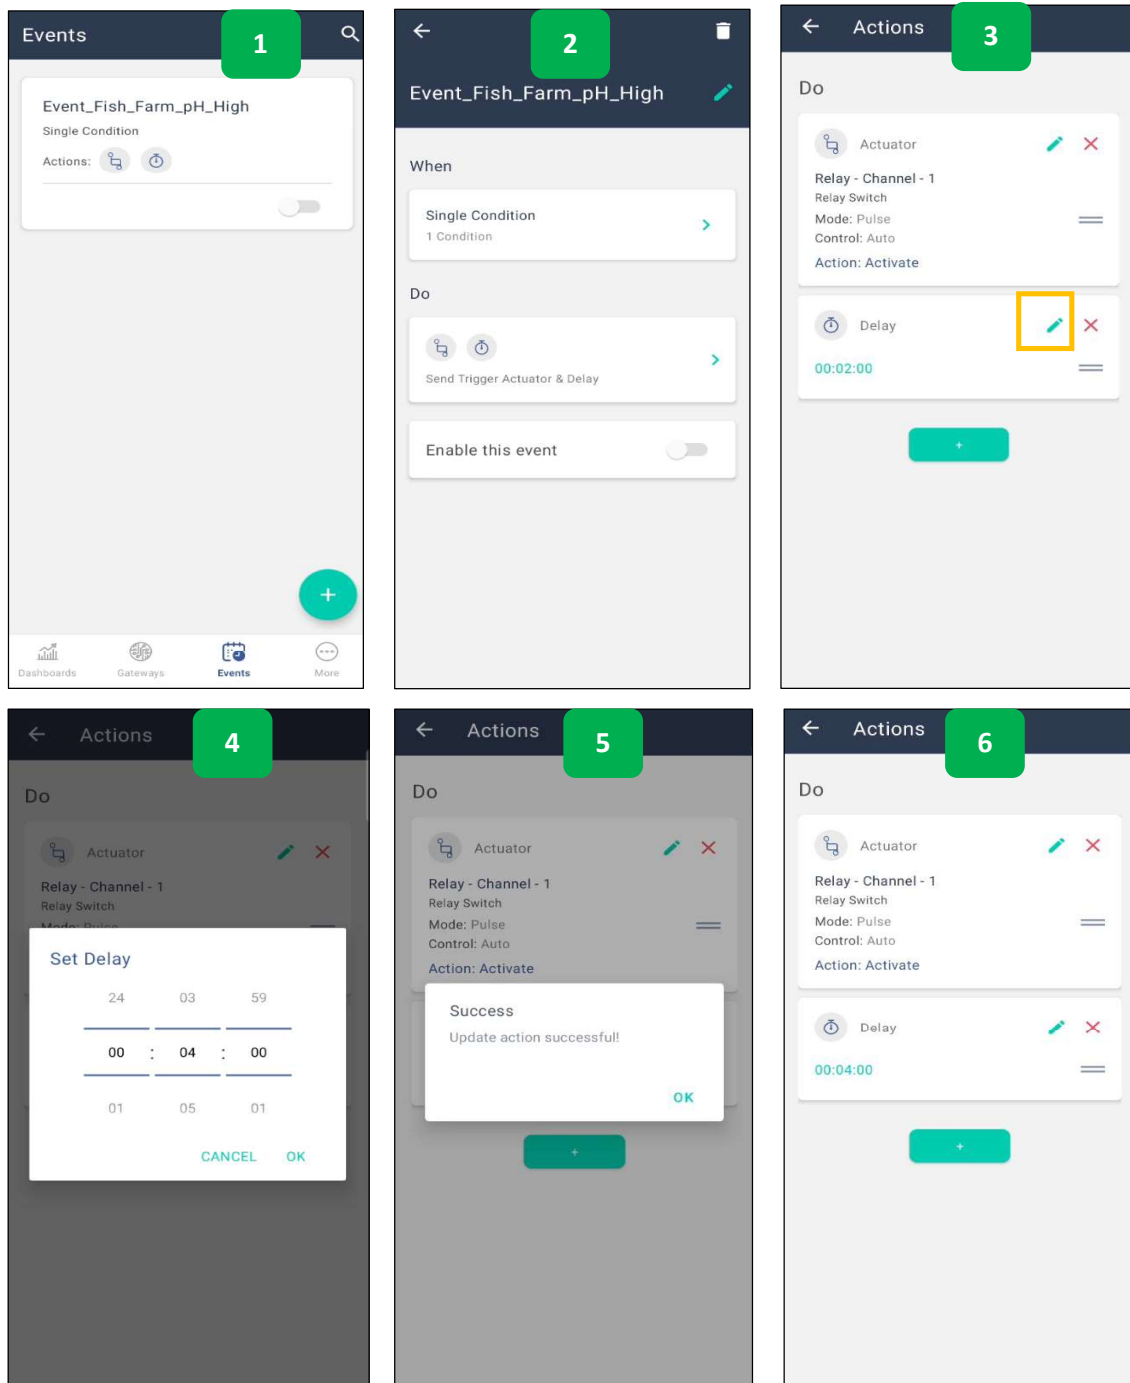 Events
1
Event_Fish_Farm_pH_High
Single Condition
Actions:
+
Dashboards
Gateways
Events
More
2
Event_Fish_Farm_pH_High
When
Single Condition
1 Condition
Do
Send Trigger Actuator & Delay
Enable this event
Actions
3
Do
Actuator
Relay - Channel - 1
Relay Switch
Mode: Pulse
Control: Auto
Action: Activate
Delay
00:02:00
+
Actions
4
Do
Actuator
Relay - Channel - 1
Relay Switch
Mode: Pulse
Set Delay
24 03 59
00 : 04 : 00
01 05 01
CANCEL OK
Actions
5
Do
Actuator
Relay - Channel - 1
Relay Switch
Mode: Pulse
Control: Auto
Action: Activate
Success
Update action successful!
OK
+
Actions
6
Do
Actuator
Relay - Channel - 1
Relay Switch
Mode: Pulse
Control: Auto
Action: Activate
Delay
00:04:00
+